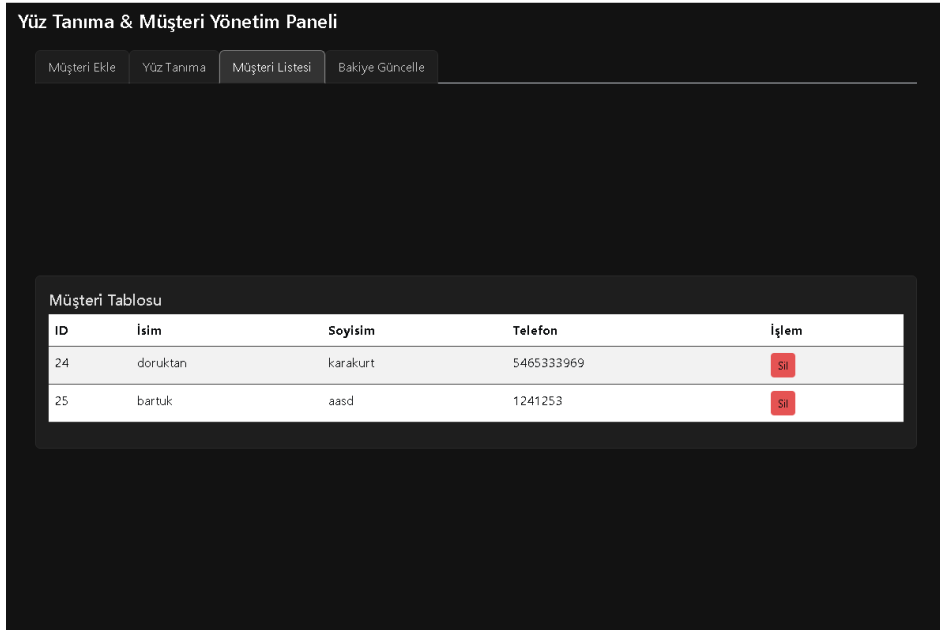 Yüz Tanıma & Müşteri Yönetim Paneli
Müşteri Ekle Yüz Tanıma Müşteri Listesi Bakiye Güncelle
Müşteri Tablosu
ID İsim Soyisim Telefon İşlem
24 doruktan karakurt 5465333969 Sil
25 bartuk aasd 1241253 Sil